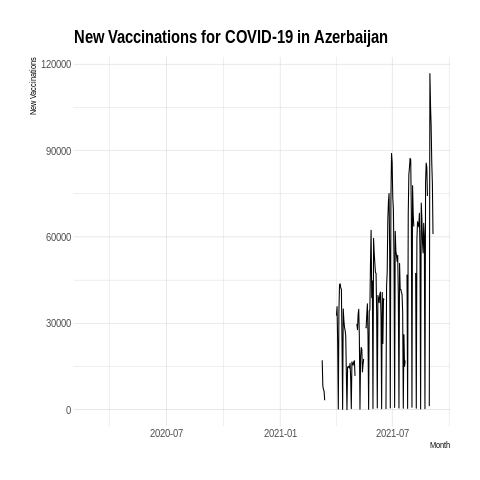 New Vaccinations for COVID-19 in Azerbaijan
New Vaccinations
120000
90000
60000
30000
0
2020-07
2021-01
2021-07
Month